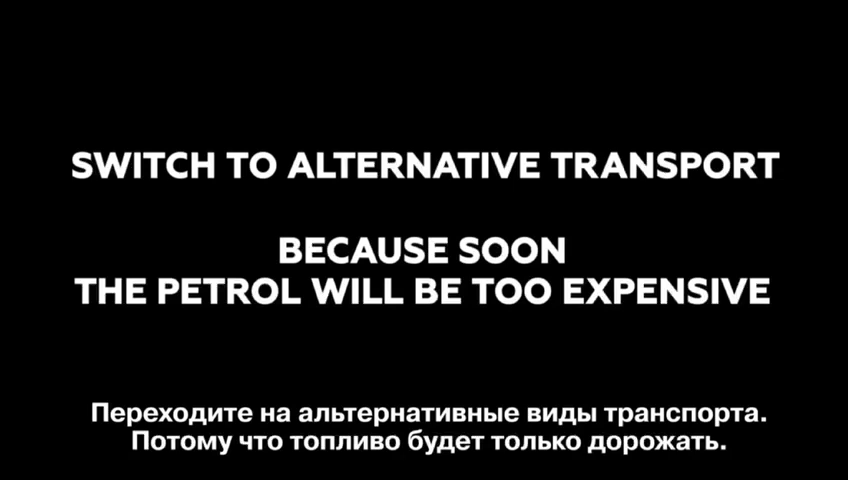 SWITCH TO ALTERNATIVE TRANSPORT
BECAUSE SOON
THE PETROL WILL BE TOO EXPENSIVE
Переходите на альтернативные виды транспорта.
Потому что топливо будет только дорожать.